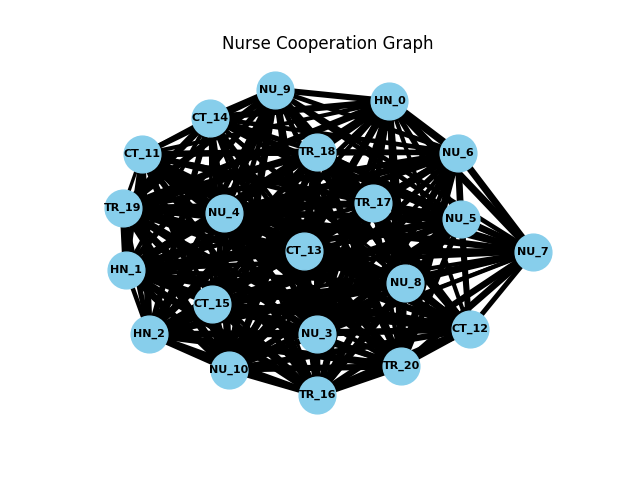 Nurse Cooperation Graph
NU_9
HN_0
CT_14
TR_18
NU_6
CT_11
TR_17
TR_19
NU_4
NU_5
CT_13
NU_7
HN_1
NU_8
CT_15
CT_12
HN_2
NU_3
TR_20
NU_10
TR_16